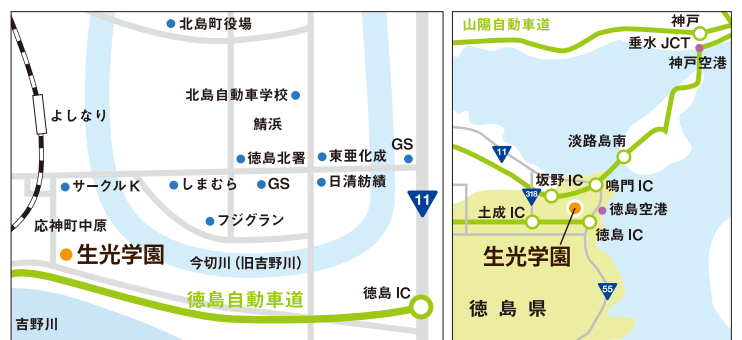 北島町役場
北島自動車学校
よしなり
鯖浜
徳島北署
東亜化成
GS
サークルK
しまむら
GS
日清紡績
11
フジグラン
応神町中原
生光学園
今切川(旧吉野川)
徳島自動車道
徳島IC
吉野川
山陽自動車道
神戸
垂水JCT
神戸空港
淡路島南
11
坂野IC
鳴門IC
318
土成IC
徳島空港
徳島IC
生光学園
55
徳島県